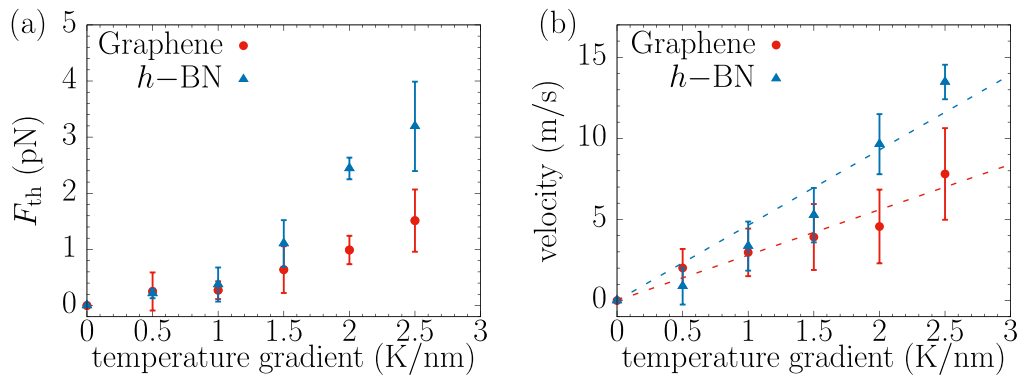 (a)
Graphene
h−BN
5
4
3
2
1
0
F_th (pN)
0 0.5 1 1.5 2 2.5 3
temperature gradient (K/nm)
(b)
Graphene
h−BN
15
10
5
0
velocity (m/s)
0 0.5 1 1.5 2 2.5 3
temperature gradient (K/nm)